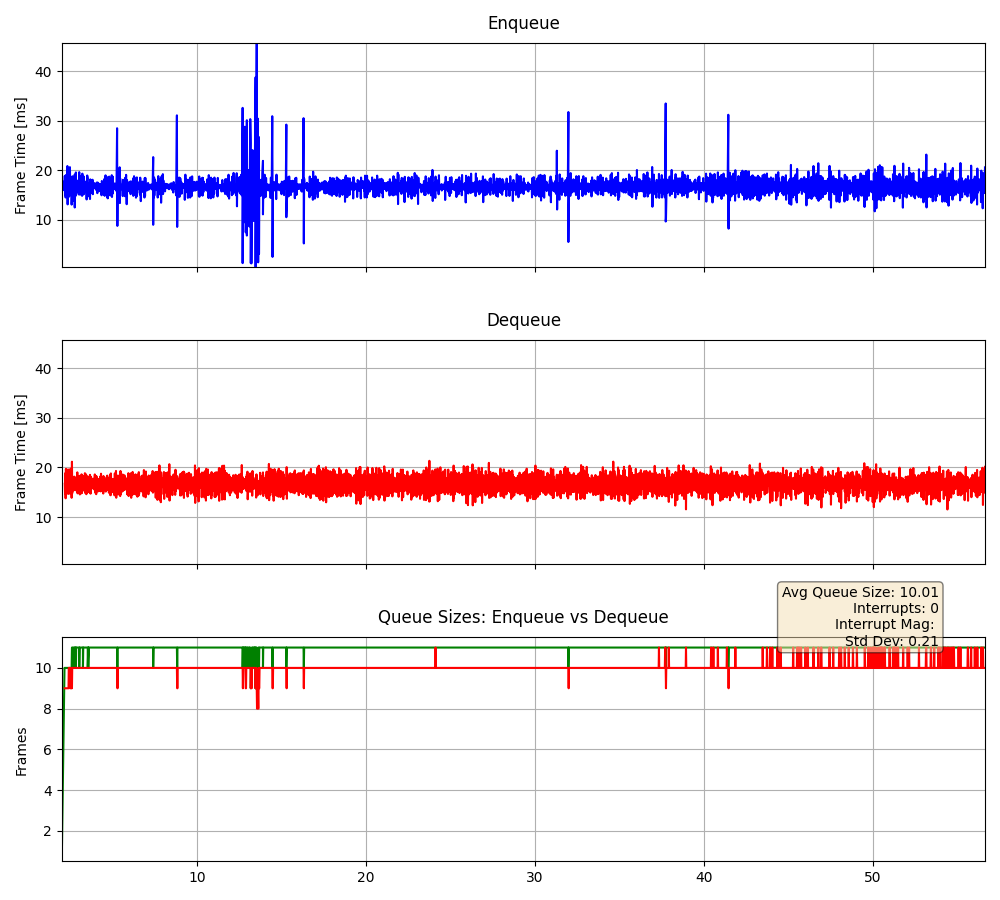 Enqueue
Frame Time [ms]
40
30
20
10
Dequeue
Frame Time [ms]
40
30
20
10
Avg Queue Size: 10.01
Interrupts: 0
Interrupt Mag:
Std Dev: 0.21
Queue Sizes: Enqueue vs Dequeue
Frames
10
8
6
4
2
10 20 30 40 50